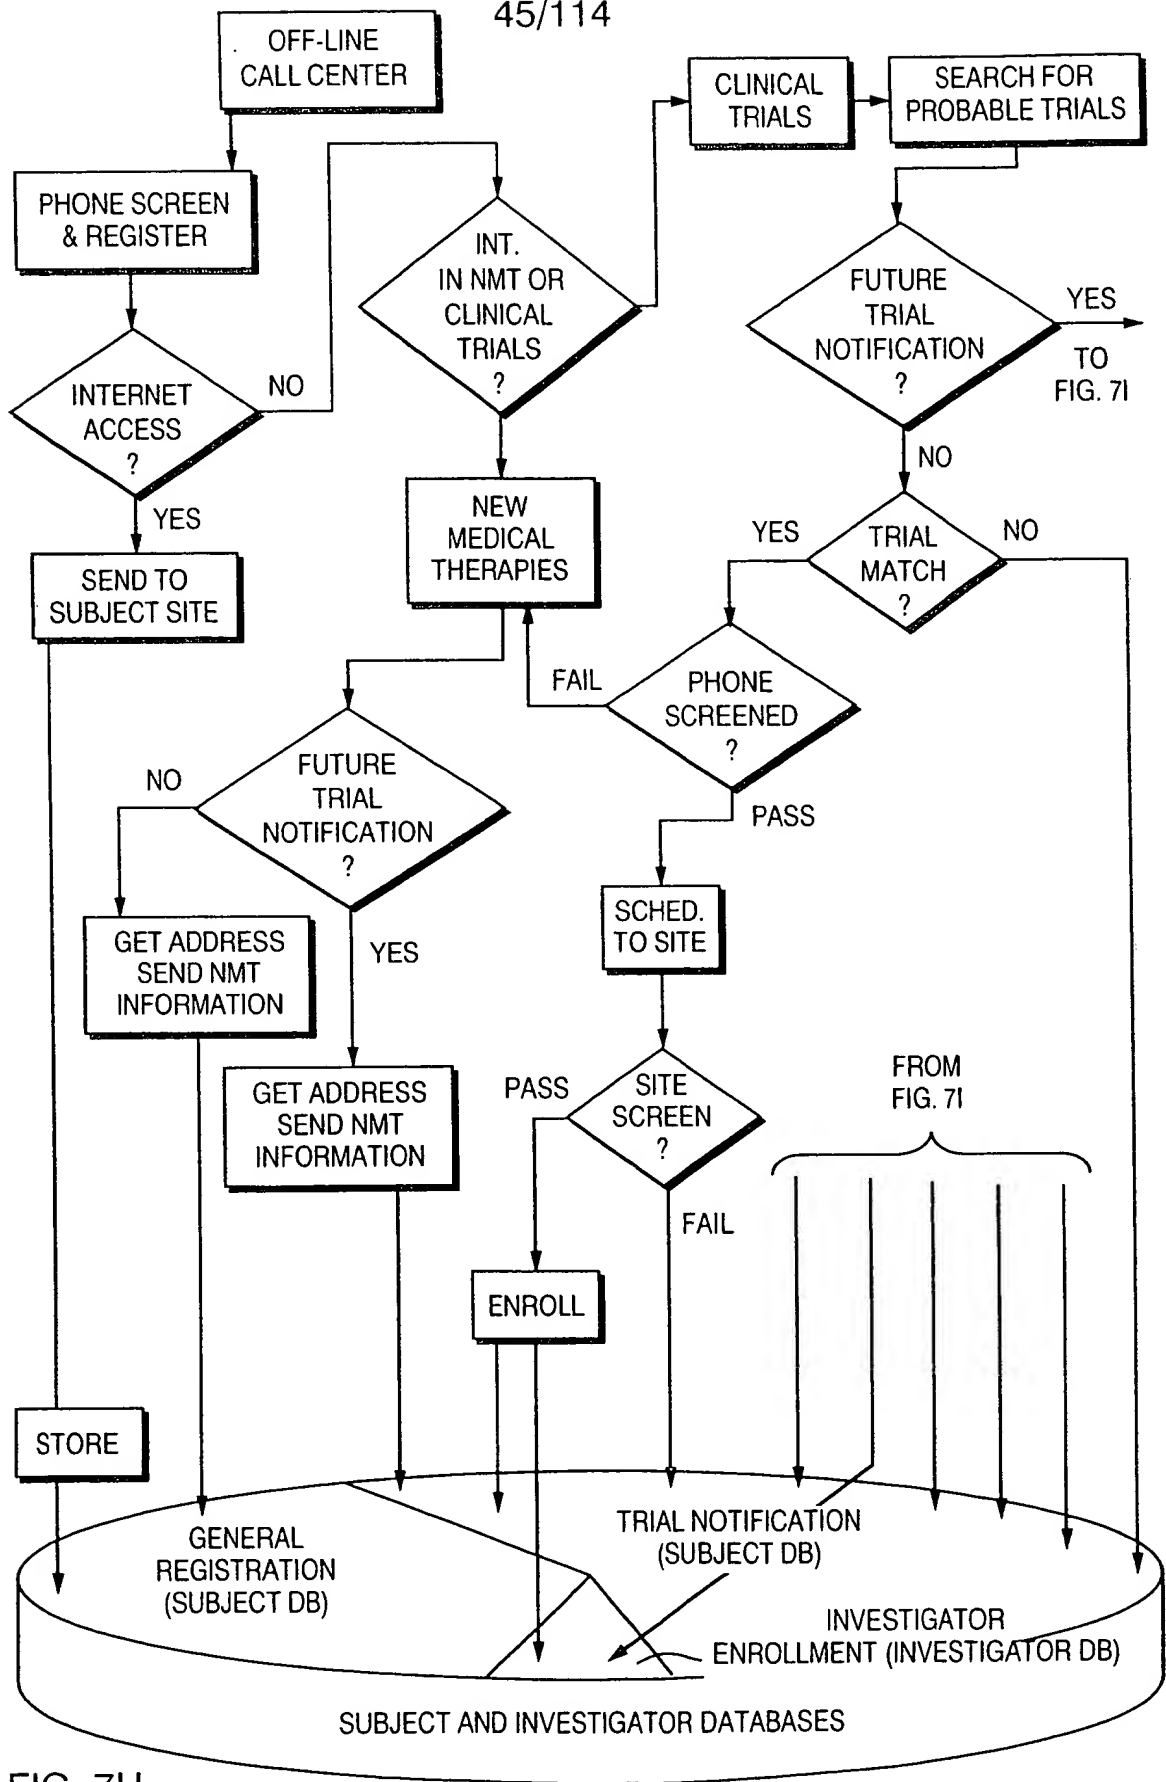 45/114
OFF-LINE
CALL CENTER
CLINICAL
TRIALS
SEARCH FOR
PROBABLE TRIALS
PHONE SCREEN
& REGISTER
INT.
IN NMT OR
CLINICAL
TRIALS
?
FUTURE
TRIAL
NOTIFICATION
?
YES
TO
FIG. 7I
INTERNET
ACCESS
?
NO
YES
NO
NEW
MEDICAL
THERAPIES
YES
TRIAL
MATCH
?
NO
SEND TO
SUBJECT SITE
FAIL
PHONE
SCREENED
?
PASS
NO
FUTURE
TRIAL
NOTIFICATION
?
YES
SCHED.
TO SITE
GET ADDRESS
SEND NMT
INFORMATION
GET ADDRESS
SEND NMT
INFORMATION
PASS
SITE
SCREEN
?
FAIL
FROM
FIG. 7I
ENROLL
STORE
GENERAL
REGISTRATION
(SUBJECT DB)
TRIAL NOTIFICATION
(SUBJECT DB)
INVESTIGATOR
ENROLLMENT (INVESTIGATOR DB)
SUBJECT AND INVESTIGATOR DATABASES
FIG. 7H